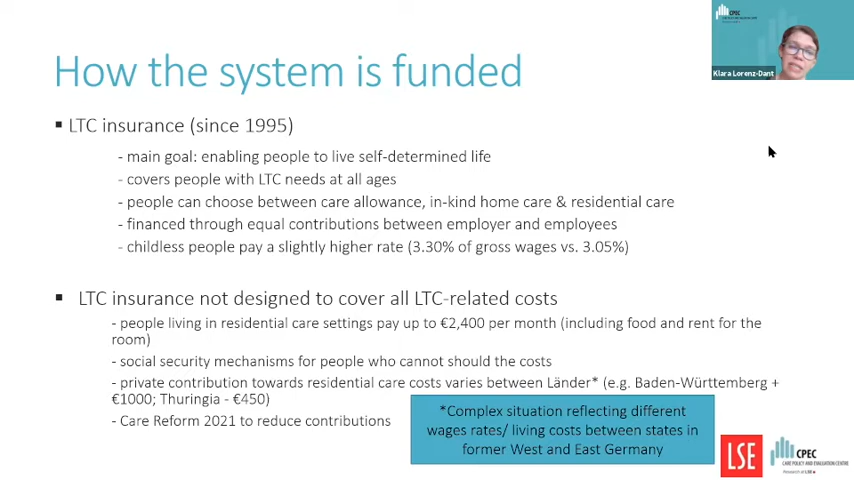 CPEC
Klara Lorenz-Dant
How the system is funded
▪ LTC insurance (since 1995)
- main goal: enabling people to live self-determined life
- covers people with LTC needs at all ages
- people can choose between care allowance, in-kind home care & residential care
- financed through equal contributions between employer and employees
- childless people pay a slightly higher rate (3.30% of gross wages vs. 3.05%)
▪ LTC insurance not designed to cover all LTC-related costs
- people living in residential care settings pay up to €2,400 per month (including food and rent for the
room)
- social security mechanisms for people who cannot should the costs
- private contribution towards residential care costs varies between Länder* (e.g. Baden-Württemberg +
€1000; Thuringia - €450)
- Care Reform 2021 to reduce contributions
*Complex situation reflecting different
wages rates/ living costs between states in
former West and East Germany
LSE
CPEC
CARE POLICY AND EVALUATION CENTRE
Research at LSE